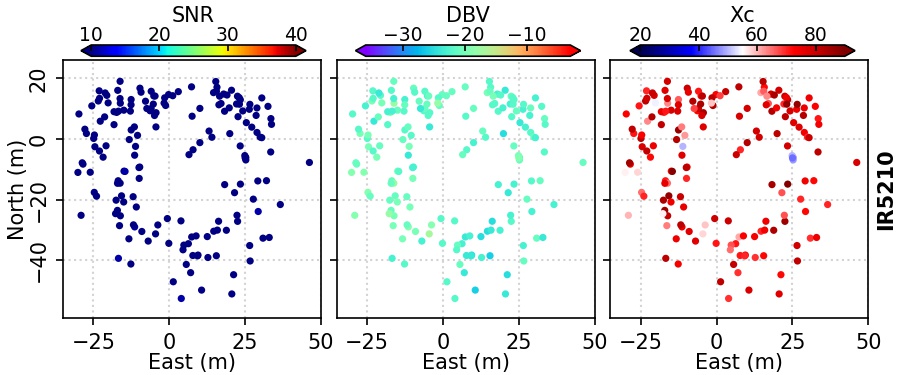 SNR DBV Xc
10 20 30 40 −30 −20 −10 20 40 60 80
20
0
−20
−40
North (m)
−25 0 25 50 −25 0 25 50 −25 0 25 50
East (m) East (m) East (m)
IR5210